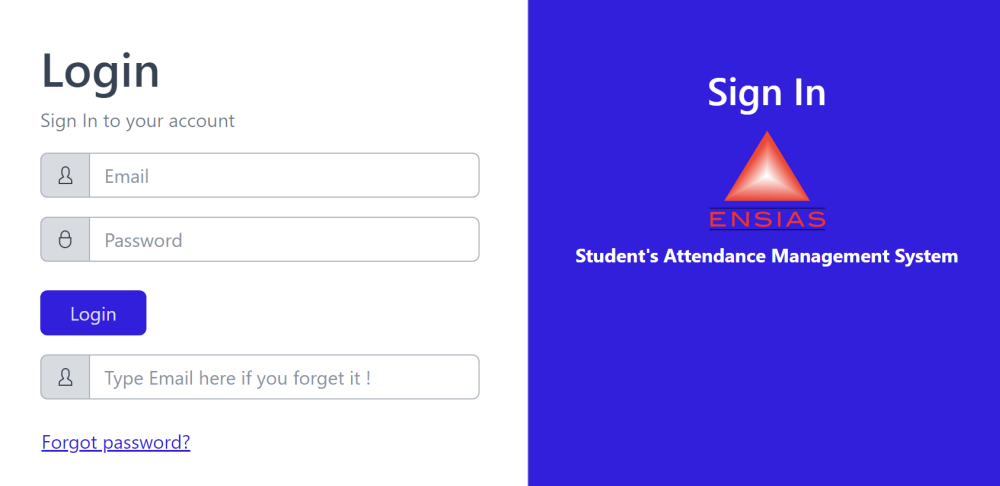 Login
Sign In to your account
Email
Password
Login
Type Email here if you forget it !
Forgot password?
Sign In
ENSIAS
Student's Attendance Management System